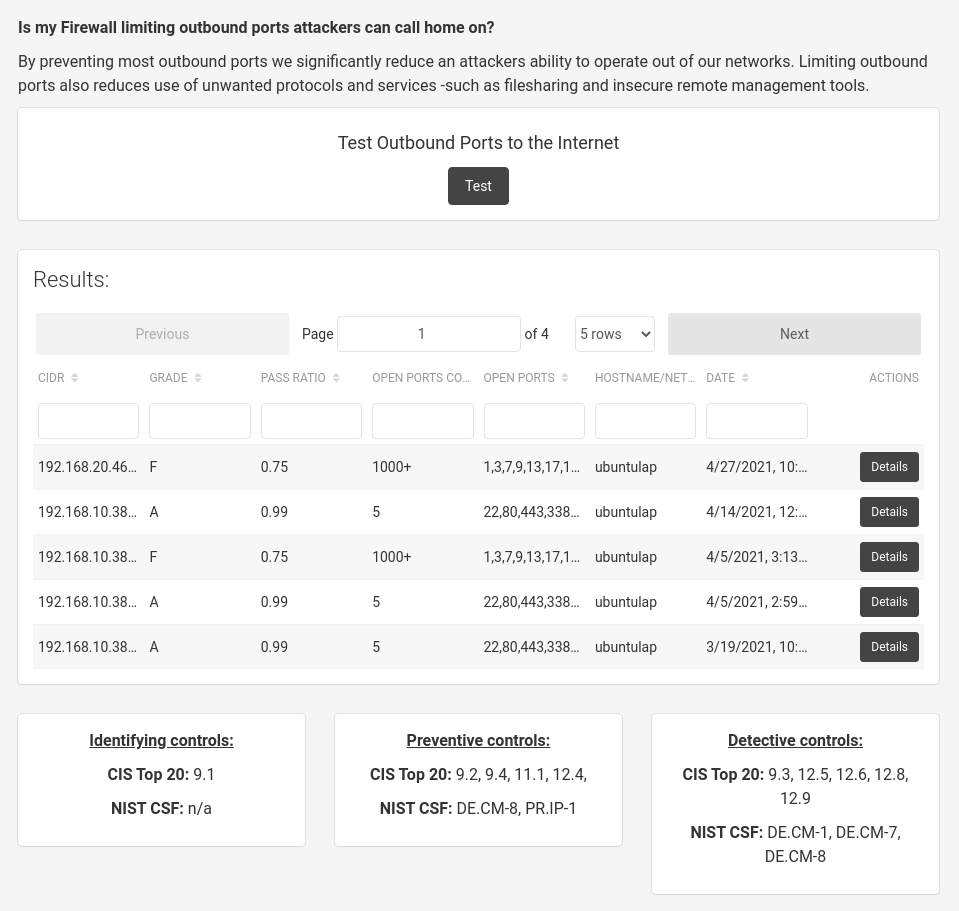 Is my Firewall limiting outbound ports attackers can call home on?
By preventing most outbound ports we significantly reduce an attackers ability to operate out of our networks. Limiting outbound
ports also reduces use of unwanted protocols and services -such as filesharing and insecure remote management tools.
Test Outbound Ports to the Internet
Test
Results:
Previous Page 1 of 4 5 rows Next
CIDR GRADE PASS RATIO OPEN PORTS CO... OPEN PORTS HOSTNAME/NET... DATE ACTIONS
192.168.20.46... F 0.75 1000+ 1,3,7,9,13,17,1... ubuntulap 4/27/2021, 10:... Details
192.168.10.38... A 0.99 5 22,80,443,338... ubuntulap 4/14/2021, 12:... Details
192.168.10.38... F 0.75 1000+ 1,3,7,9,13,17,1... ubuntulap 4/5/2021, 3:13... Details
192.168.10.38... A 0.99 5 22,80,443,338... ubuntulap 4/5/2021, 2:59... Details
192.168.10.38... A 0.99 5 22,80,443,338... ubuntulap 3/19/2021, 10:... Details
Identifying controls:
CIS Top 20: 9.1
NIST CSF: n/a
Preventive controls:
CIS Top 20: 9.2, 9.4, 11.1, 12.4,
NIST CSF: DE.CM-8, PR.IP-1
Detective controls:
CIS Top 20: 9.3, 12.5, 12.6, 12.8,
12.9
NIST CSF: DE.CM-1, DE.CM-7,
DE.CM-8